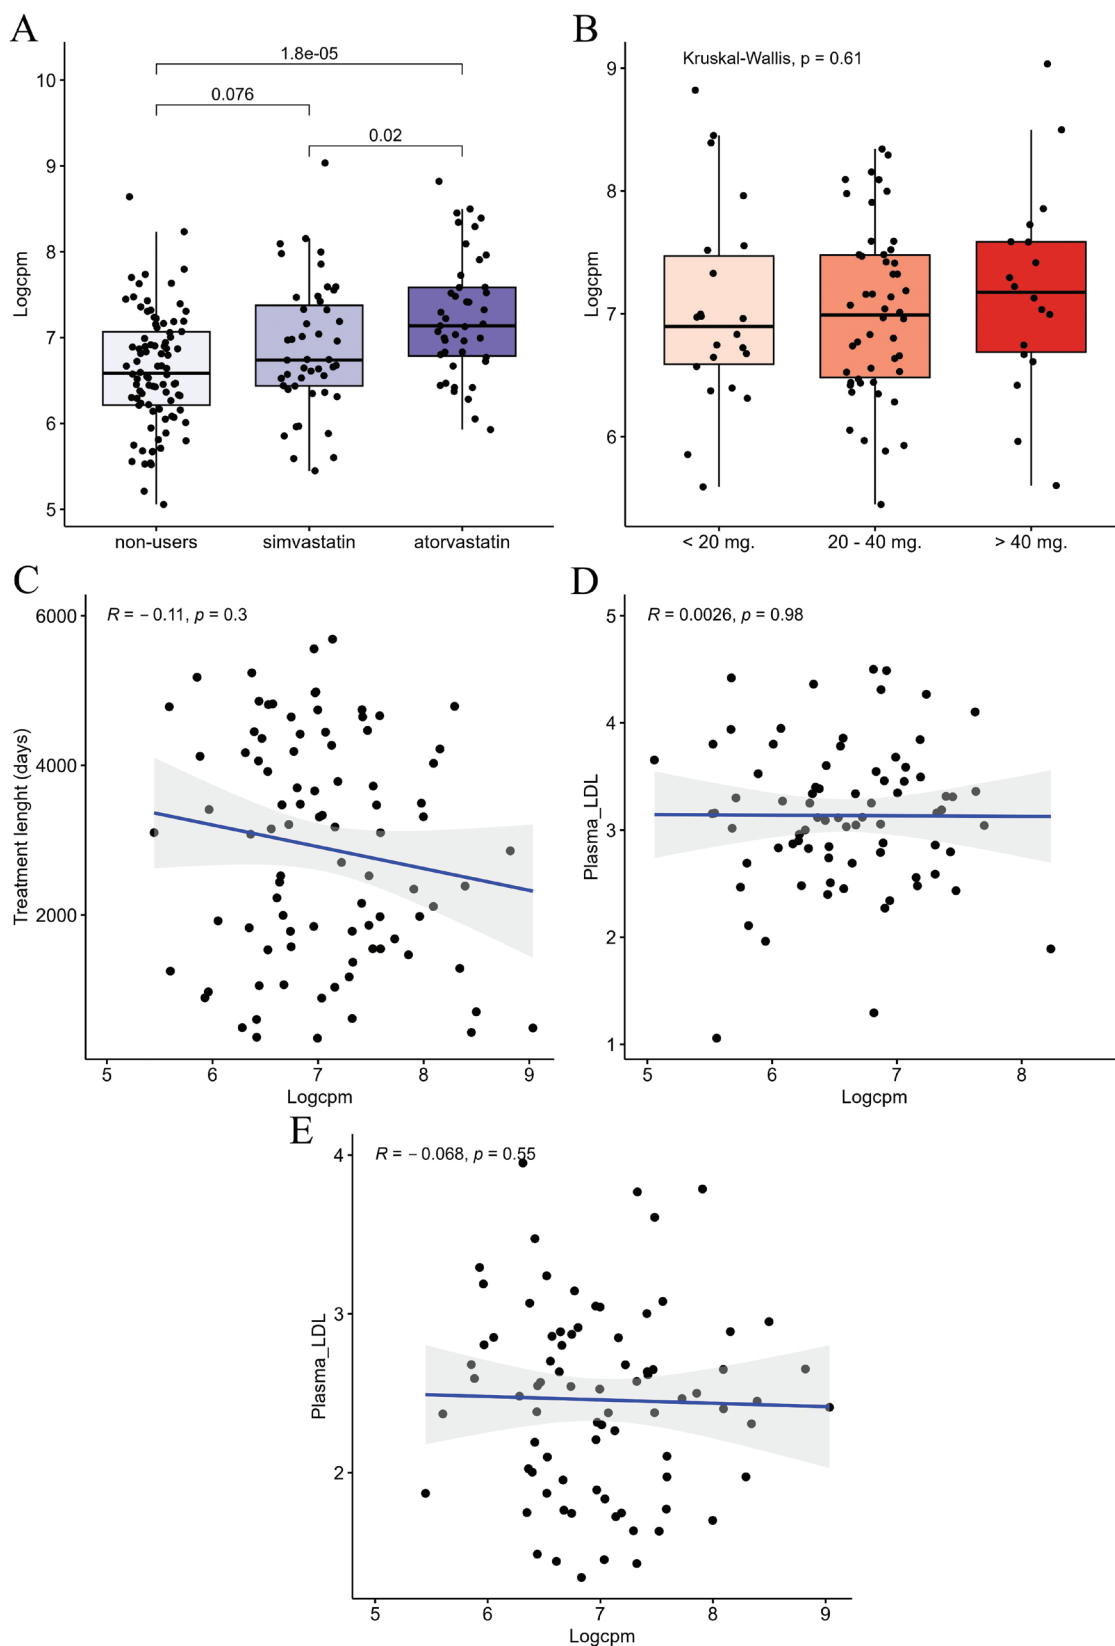 A
Logcpm
10
9
8
7
6
5
1.8e-05
0.076
0.02
non-users simvastatin atorvastatin
B
Logcpm
9
8
7
6
Kruskal-Wallis, p = 0.61
< 20 mg. 20 - 40 mg. > 40 mg.
C
Treatment lenght (days)
6000
4000
2000
R = − 0.11, p = 0.3
5 6 7 8 9
Logcpm
D
Plasma_LDL
5
4
3
2
1
R = 0.0026, p = 0.98
5 6 7 8
Logcpm
E
Plasma_LDL
4
3
2
R = − 0.068, p = 0.55
5 6 7 8 9
Logcpm